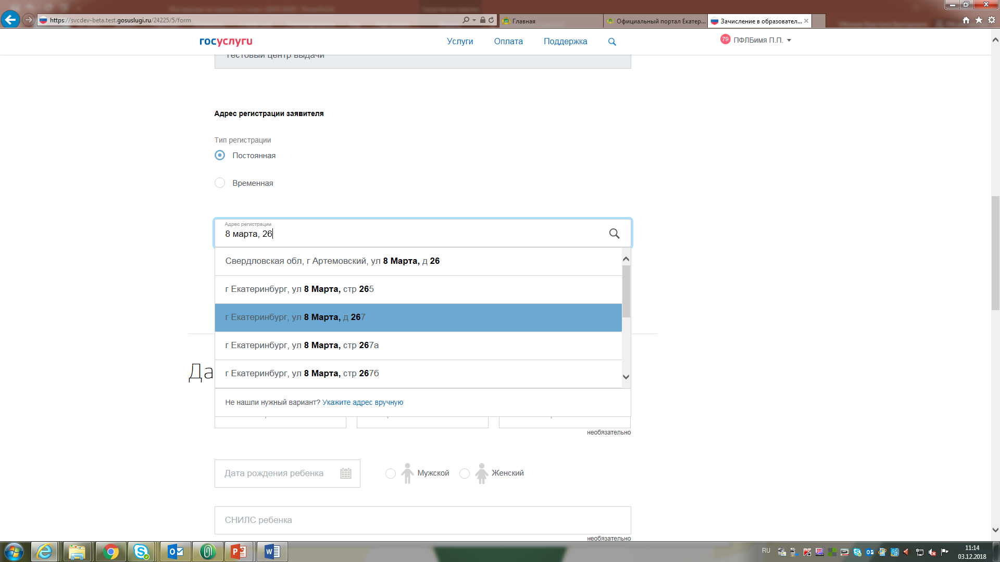 https://svcdev-beta.test.gosuslugi.ru/24225/5/form
Главная
Официальный портал Екатер...
Зачисление в образовател...
госуслуги
Услуги
Оплата
Поддержка
79
ПФЛБимя П.П.
Тестовый центр выдачи
Адрес регистрации заявителя
Тип регистрации
Постоянная
Временная
Адрес регистрации
8 марта, 26
Свердловская обл, г Артемовский, ул 8 Марта, д 26
г Екатеринбург, ул 8 Марта, стр 265
г Екатеринбург, ул 8 Марта, д 267
г Екатеринбург, ул 8 Марта, стр 267а
г Екатеринбург, ул 8 Марта, стр 267б
Да
Не нашли нужный вариант? Укажите адрес вручную
необязательно
Дата рождения ребенка
Мужской
Женский
СНИЛС ребенка
необязательно
RU
11:14
03.12.2018